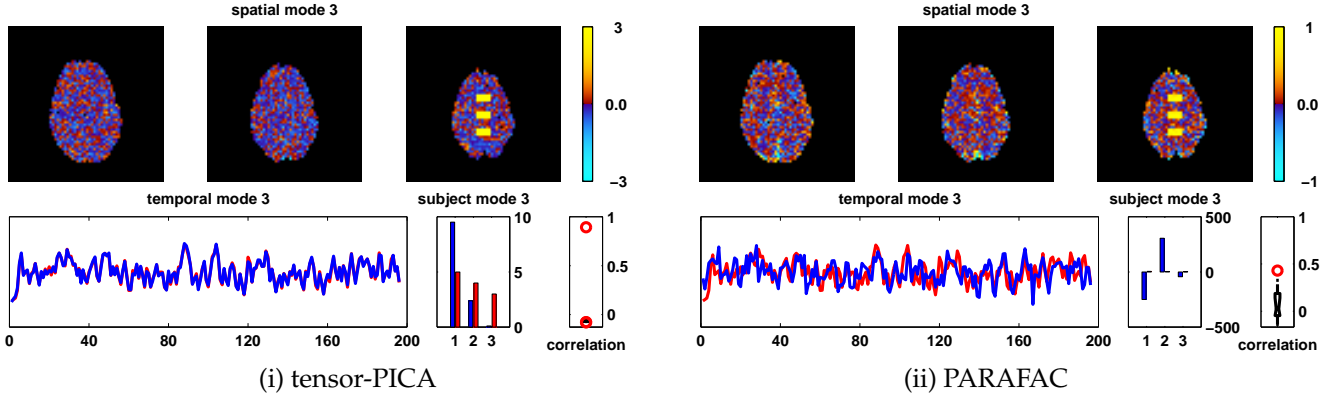 spatial mode 3
3
0.0
−3
temporal mode 3
subject mode 3
10
5
0
1
0.5
0
0 40 80 120 160 200
1 2 3
correlation
(i) tensor-PICA
spatial mode 3
1
0.0
−1
temporal mode 3
subject mode 3
500
0
−500
1
0.5
0
0 40 80 120 160 200
1 2 3
correlation
(ii) PARAFAC